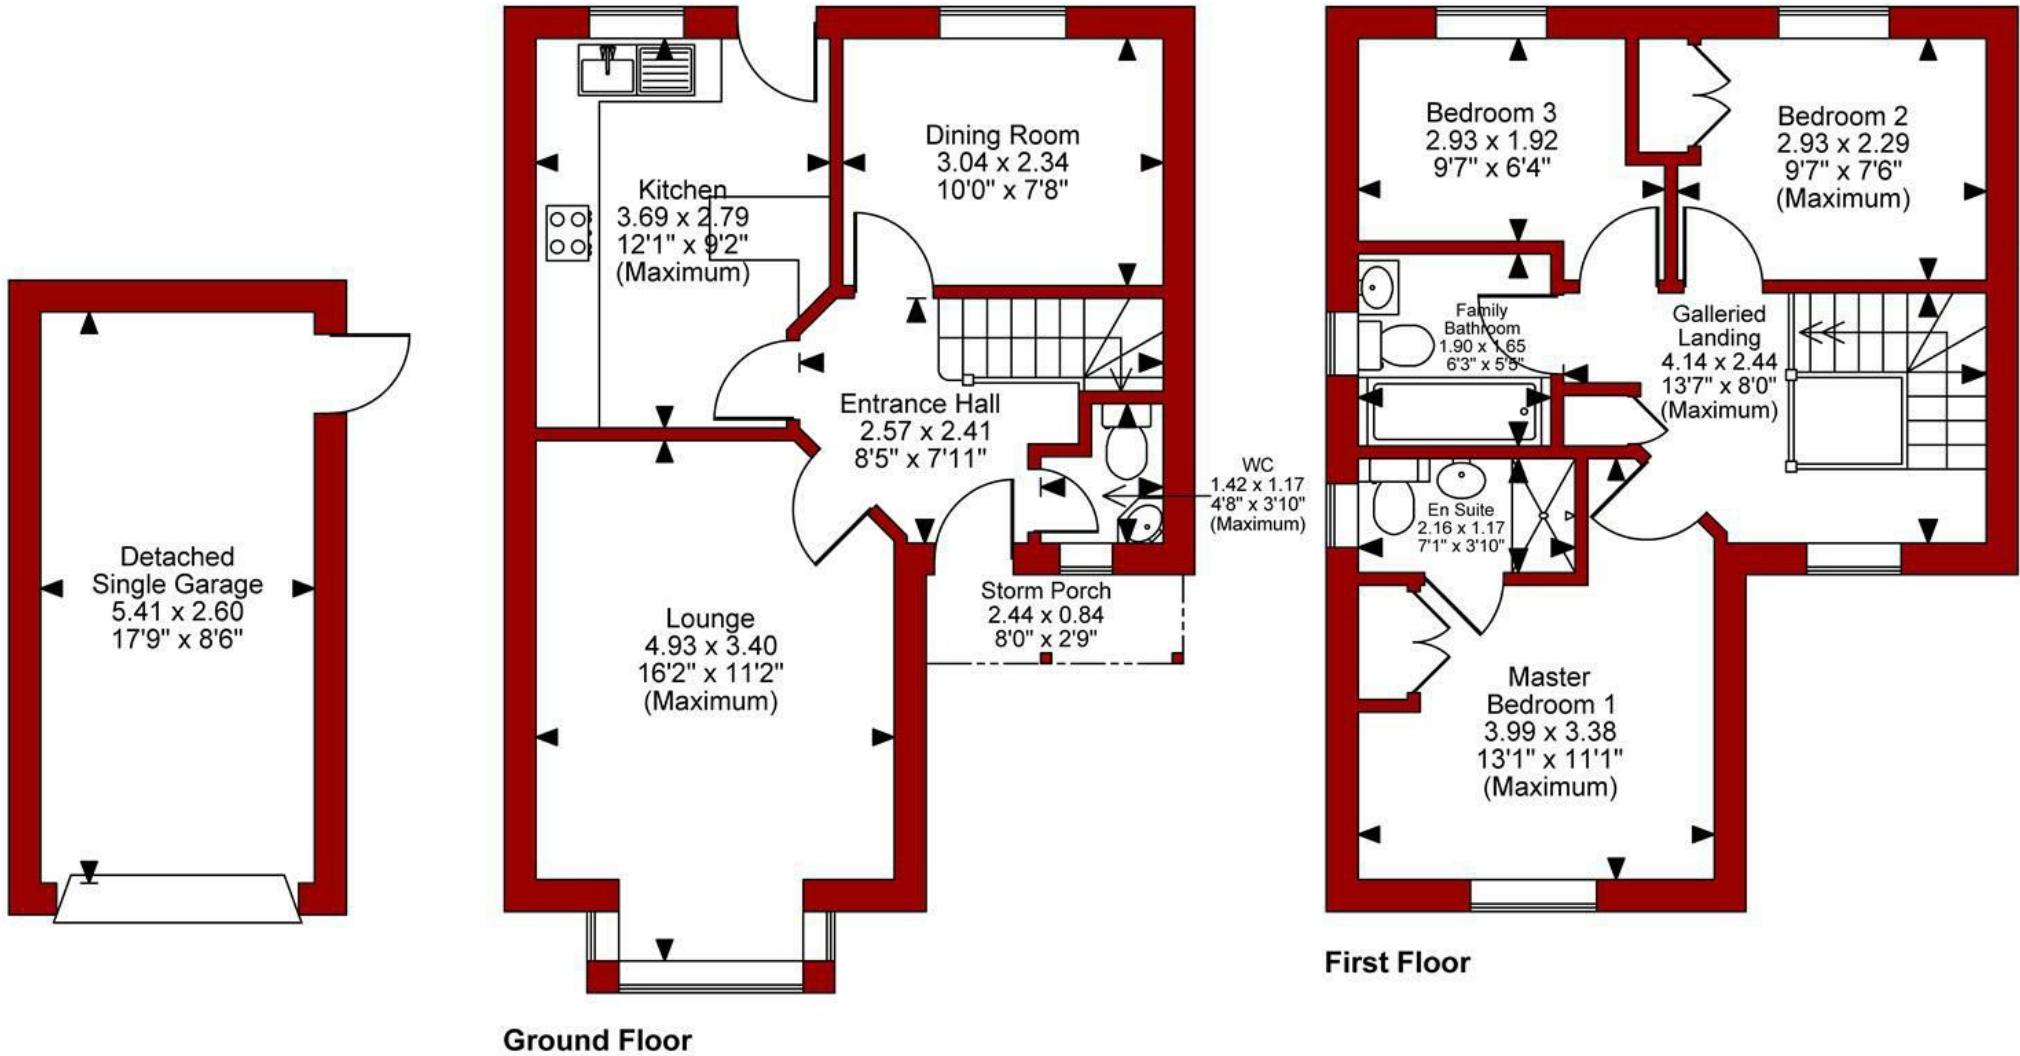 Detached
Single Garage
5.41 x 2.60
17'9" x 8'6"
Kitchen
3.69 x 2.79
12'1" x 9'2"
(Maximum)
Dining Room
3.04 x 2.34
10'0" x 7'8"
Entrance Hall
2.57 x 2.41
8'5" x 7'11"
WC
1.42 x 1.17
4'8" x 3'10"
(Maximum)
Storm Porch
2.44 x 0.84
8'0" x 2'9"
Lounge
4.93 x 3.40
16'2" x 11'2"
(Maximum)
Ground Floor
Bedroom 3
2.93 x 1.92
9'7" x 6'4"
Bedroom 2
2.93 x 2.29
9'7" x 7'6"
(Maximum)
Family
Bathroom
1.90 x 1.65
6'3" x 5'5"
Galleried
Landing
4.14 x 2.44
13'7" x 8'0"
(Maximum)
En Suite
2.16 x 1.17
7'1" x 3'10"
Master
Bedroom 1
3.99 x 3.38
13'1" x 11'1"
(Maximum)
First Floor